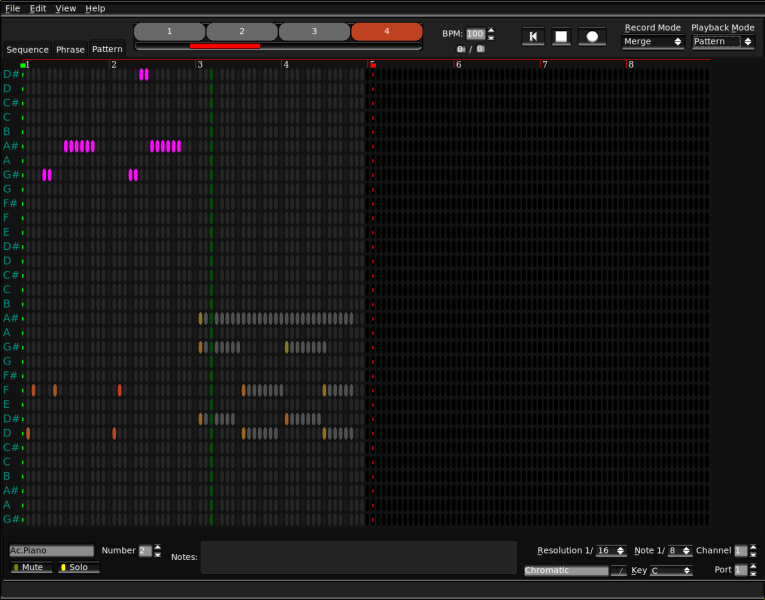 File Edit View Help
1 2 3 4
BPM: 100
0 / 0
Record Mode
Merge
Playback Mode
Pattern
Sequence Phrase Pattern
1 2 3 4 5 6 7 8
D#
D
C#
C
B
A#
A
G#
G
F#
F
E
D#
D
C#
C
B
A#
A
G#
G
F#
F
E
D#
D
C#
C
B
A#
A
G#
Ac.Piano Number 2
Mute Solo
Notes:
Resolution 1/ 16 Note 1/ 8 Channel 1
Chromatic / Key C Port 1